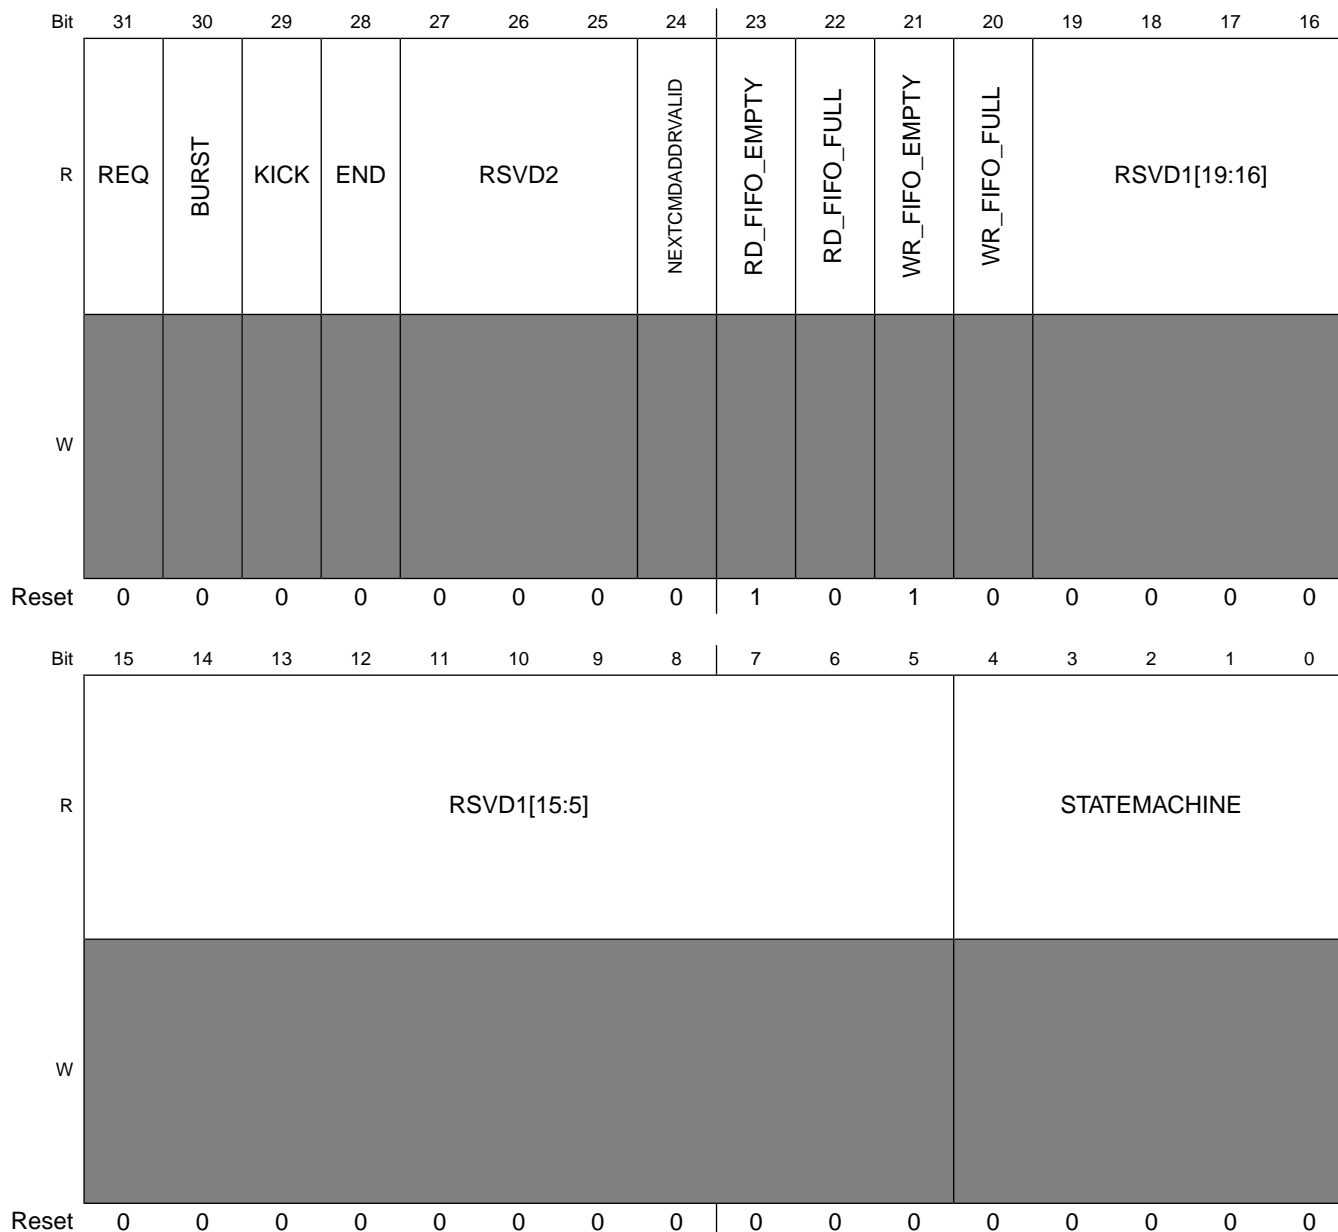 Bit 31 30 29 28 27 26 25 24 23 22 21 20 19 18 17 16
R REQ BURST KICK END RSVD2 NEXTCMDADDRVALID RD_FIFO_EMPTY RD_FIFO_FULL WR_FIFO_EMPTY WR_FIFO_FULL RSVD1[19:16]
W
Reset 0 0 0 0 0 0 0 0 1 0 1 0 0 0 0 0
Bit 15 14 13 12 11 10 9 8 7 6 5 4 3 2 1 0
R RSVD1[15:5] STATEMACHINE
W
Reset 0 0 0 0 0 0 0 0 0 0 0 0 0 0 0 0